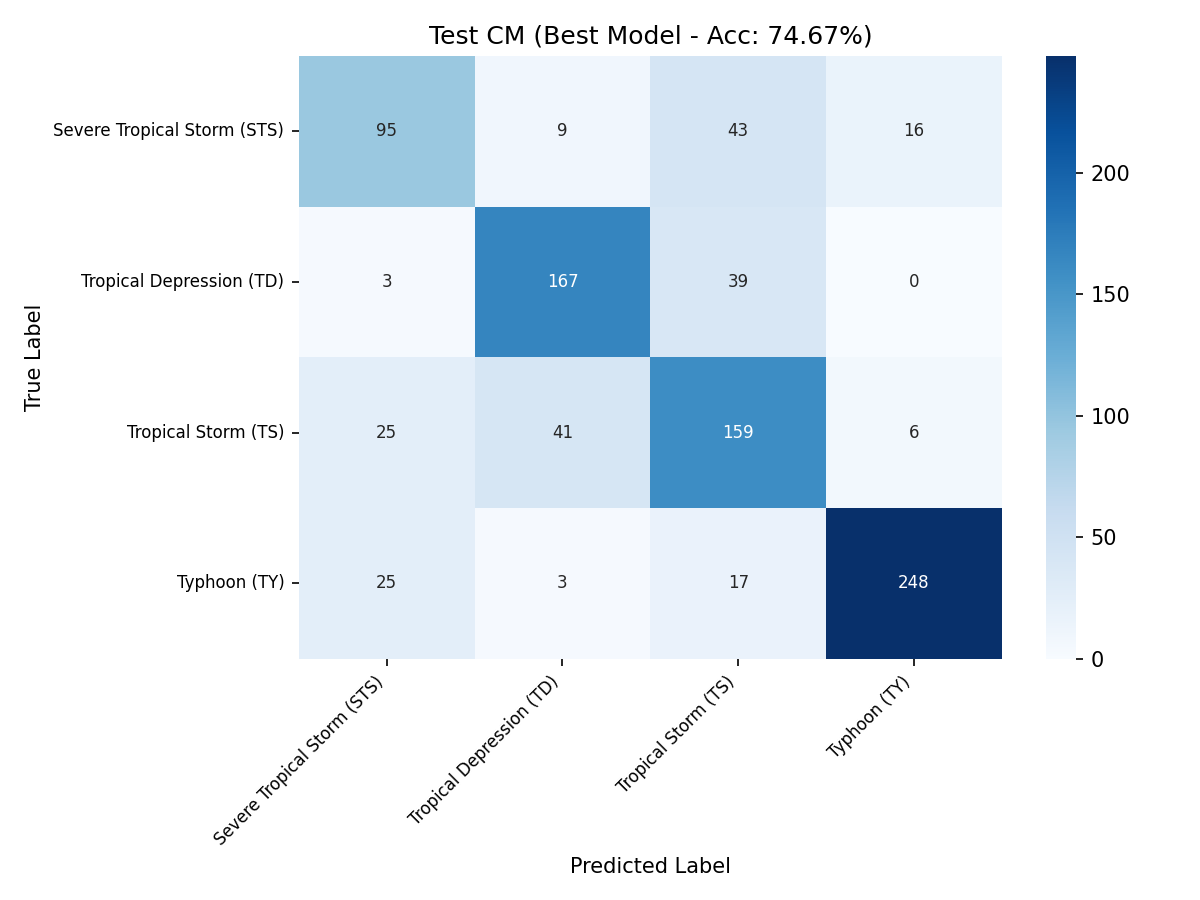 Test CM (Best Model - Acc: 74.67%)
True Label
Severe Tropical Storm (STS) 95 9 43 16
Tropical Depression (TD) 3 167 39 0
Tropical Storm (TS) 25 41 159 6
Typhoon (TY) 25 3 17 248
Severe Tropical Storm (STS)
Tropical Depression (TD)
Tropical Storm (TS)
Typhoon (TY)
Predicted Label
200
150
100
50
0